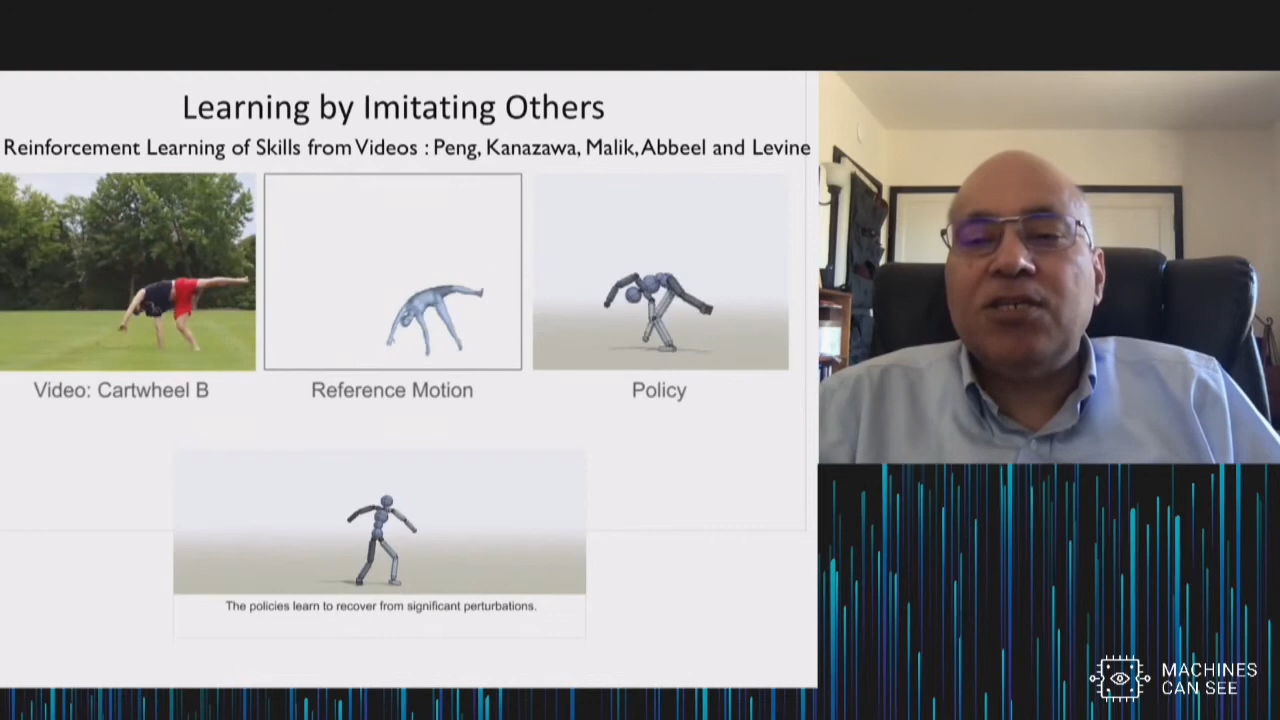 Learning by Imitating Others
Reinforcement Learning of Skills from Videos : Peng, Kanazawa, Malik, Abbeel and Levine
Video: Cartwheel B
Reference Motion
Policy
The policies learn to recover from significant perturbations.
MACHINES
CAN SEE